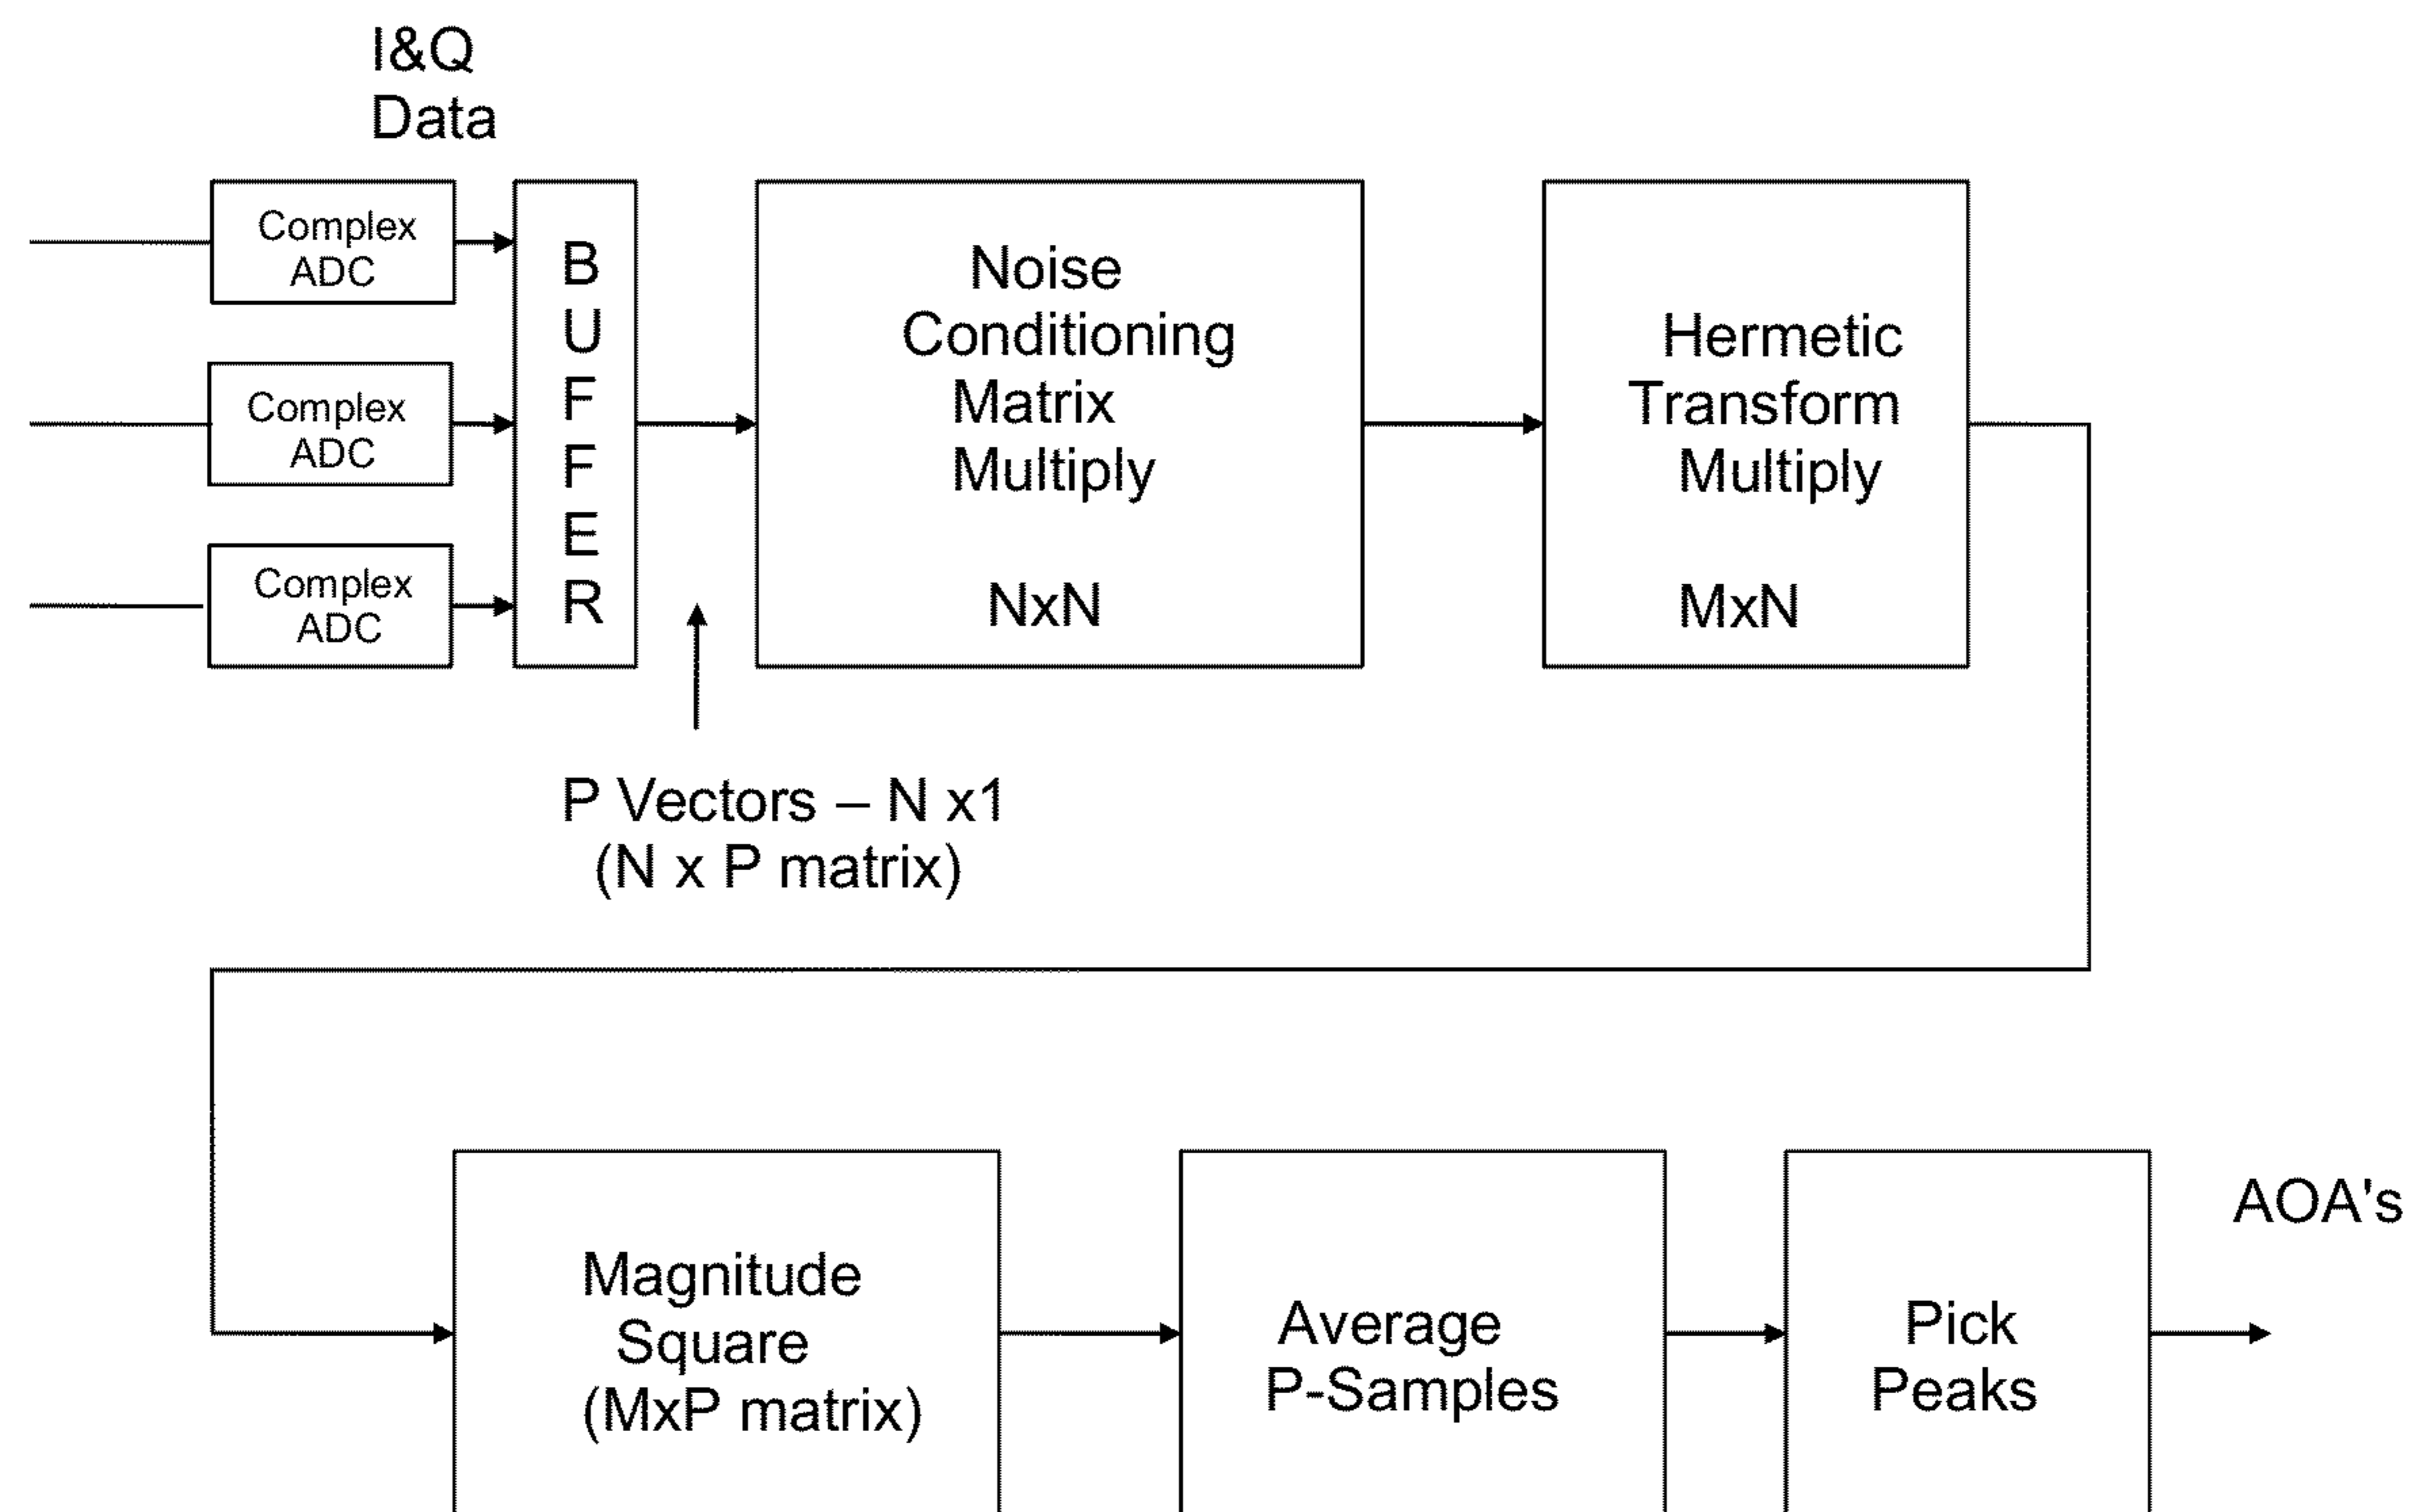 I&Q
Data
Complex
ADC
Complex
ADC
Complex
ADC
B
U
F
F
E
R
Noise
Conditioning
Matrix
Multiply
NxN
Hermetic
Transform
Multiply
MxN
P Vectors – N x1
(N x P matrix)
Magnitude
Square
(MxP matrix)
Average
P-Samples
Pick
Peaks
AOA's